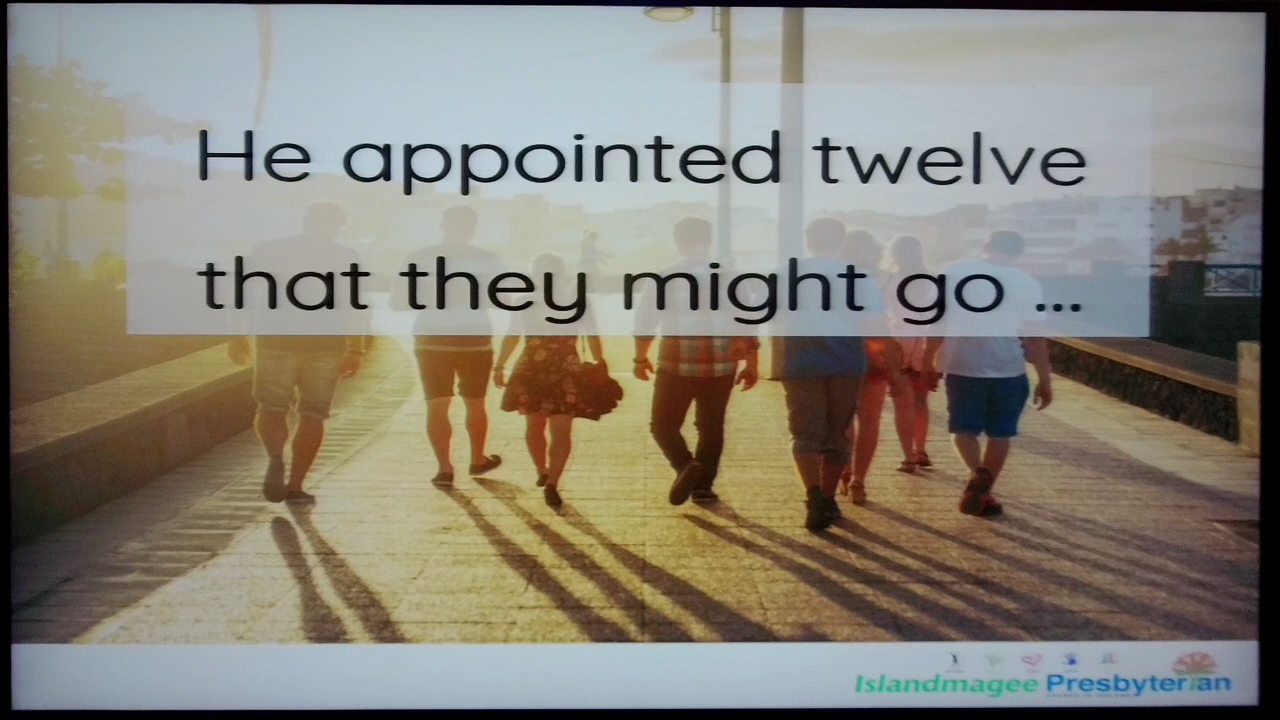 He appointed twelve
that they might go ...
Islandmagee Presbyterian